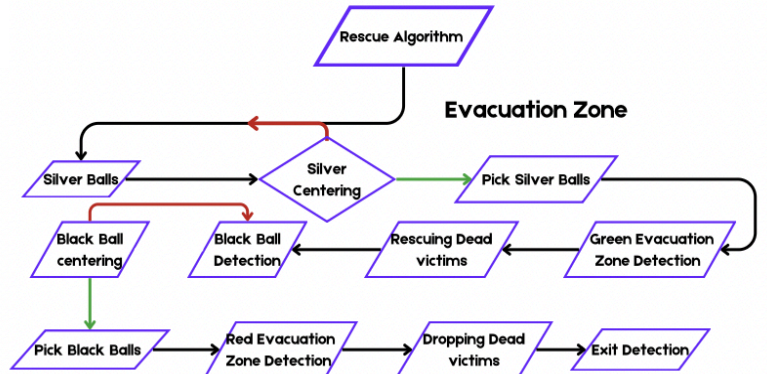 Rescue Algorithm
Evacuation Zone
Silver Balls
Silver
Centering
Pick Silver Balls
Black Ball
centering
Black Ball
Detection
Rescuing Dead
victims
Green Evacuation
Zone Detection
Pick Black Balls
Red Evacuation
Zone Detection
Dropping Dead
victims
Exit Detection